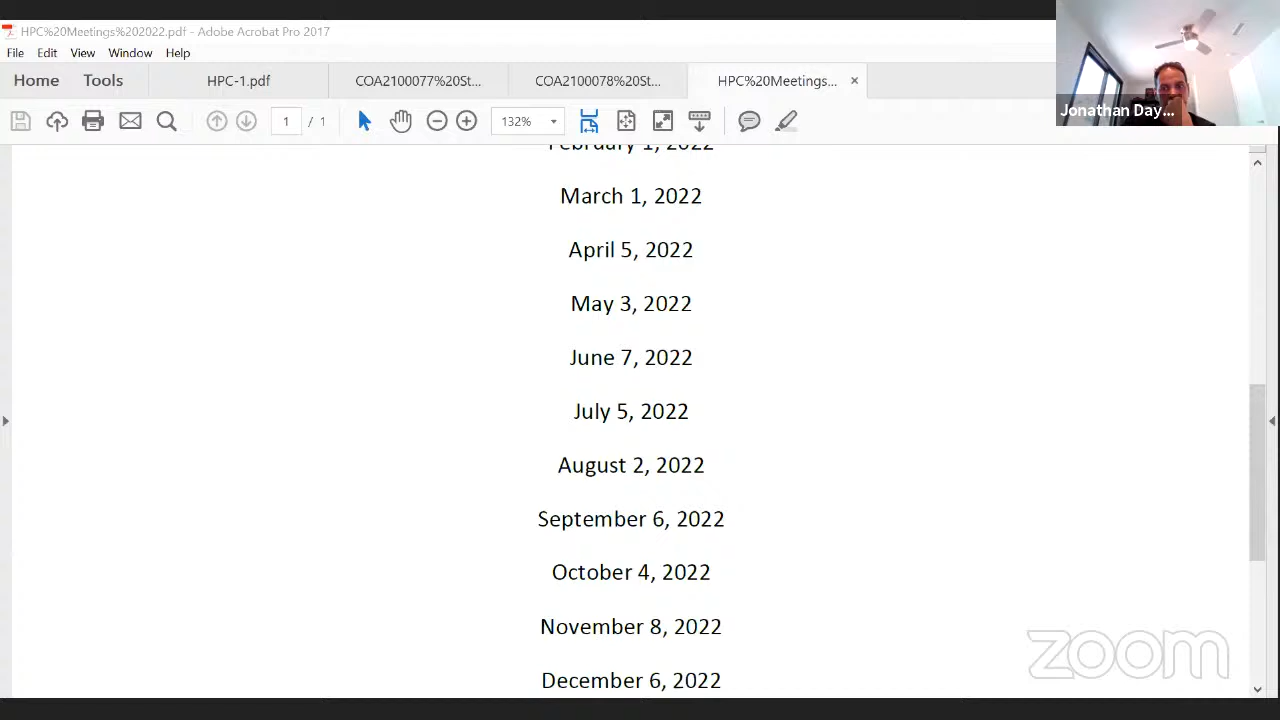 HPC%20Meetings%202022.pdf - Adobe Acrobat Pro 2017
File Edit View Window Help
Home Tools HPC-1.pdf COA2100077%20St... COA2100078%20St... HPC%20Meetings... ×
1 / 1 132%
Jonathan Day...
February 1, 2022
March 1, 2022
April 5, 2022
May 3, 2022
June 7, 2022
July 5, 2022
August 2, 2022
September 6, 2022
October 4, 2022
November 8, 2022
December 6, 2022
zoom